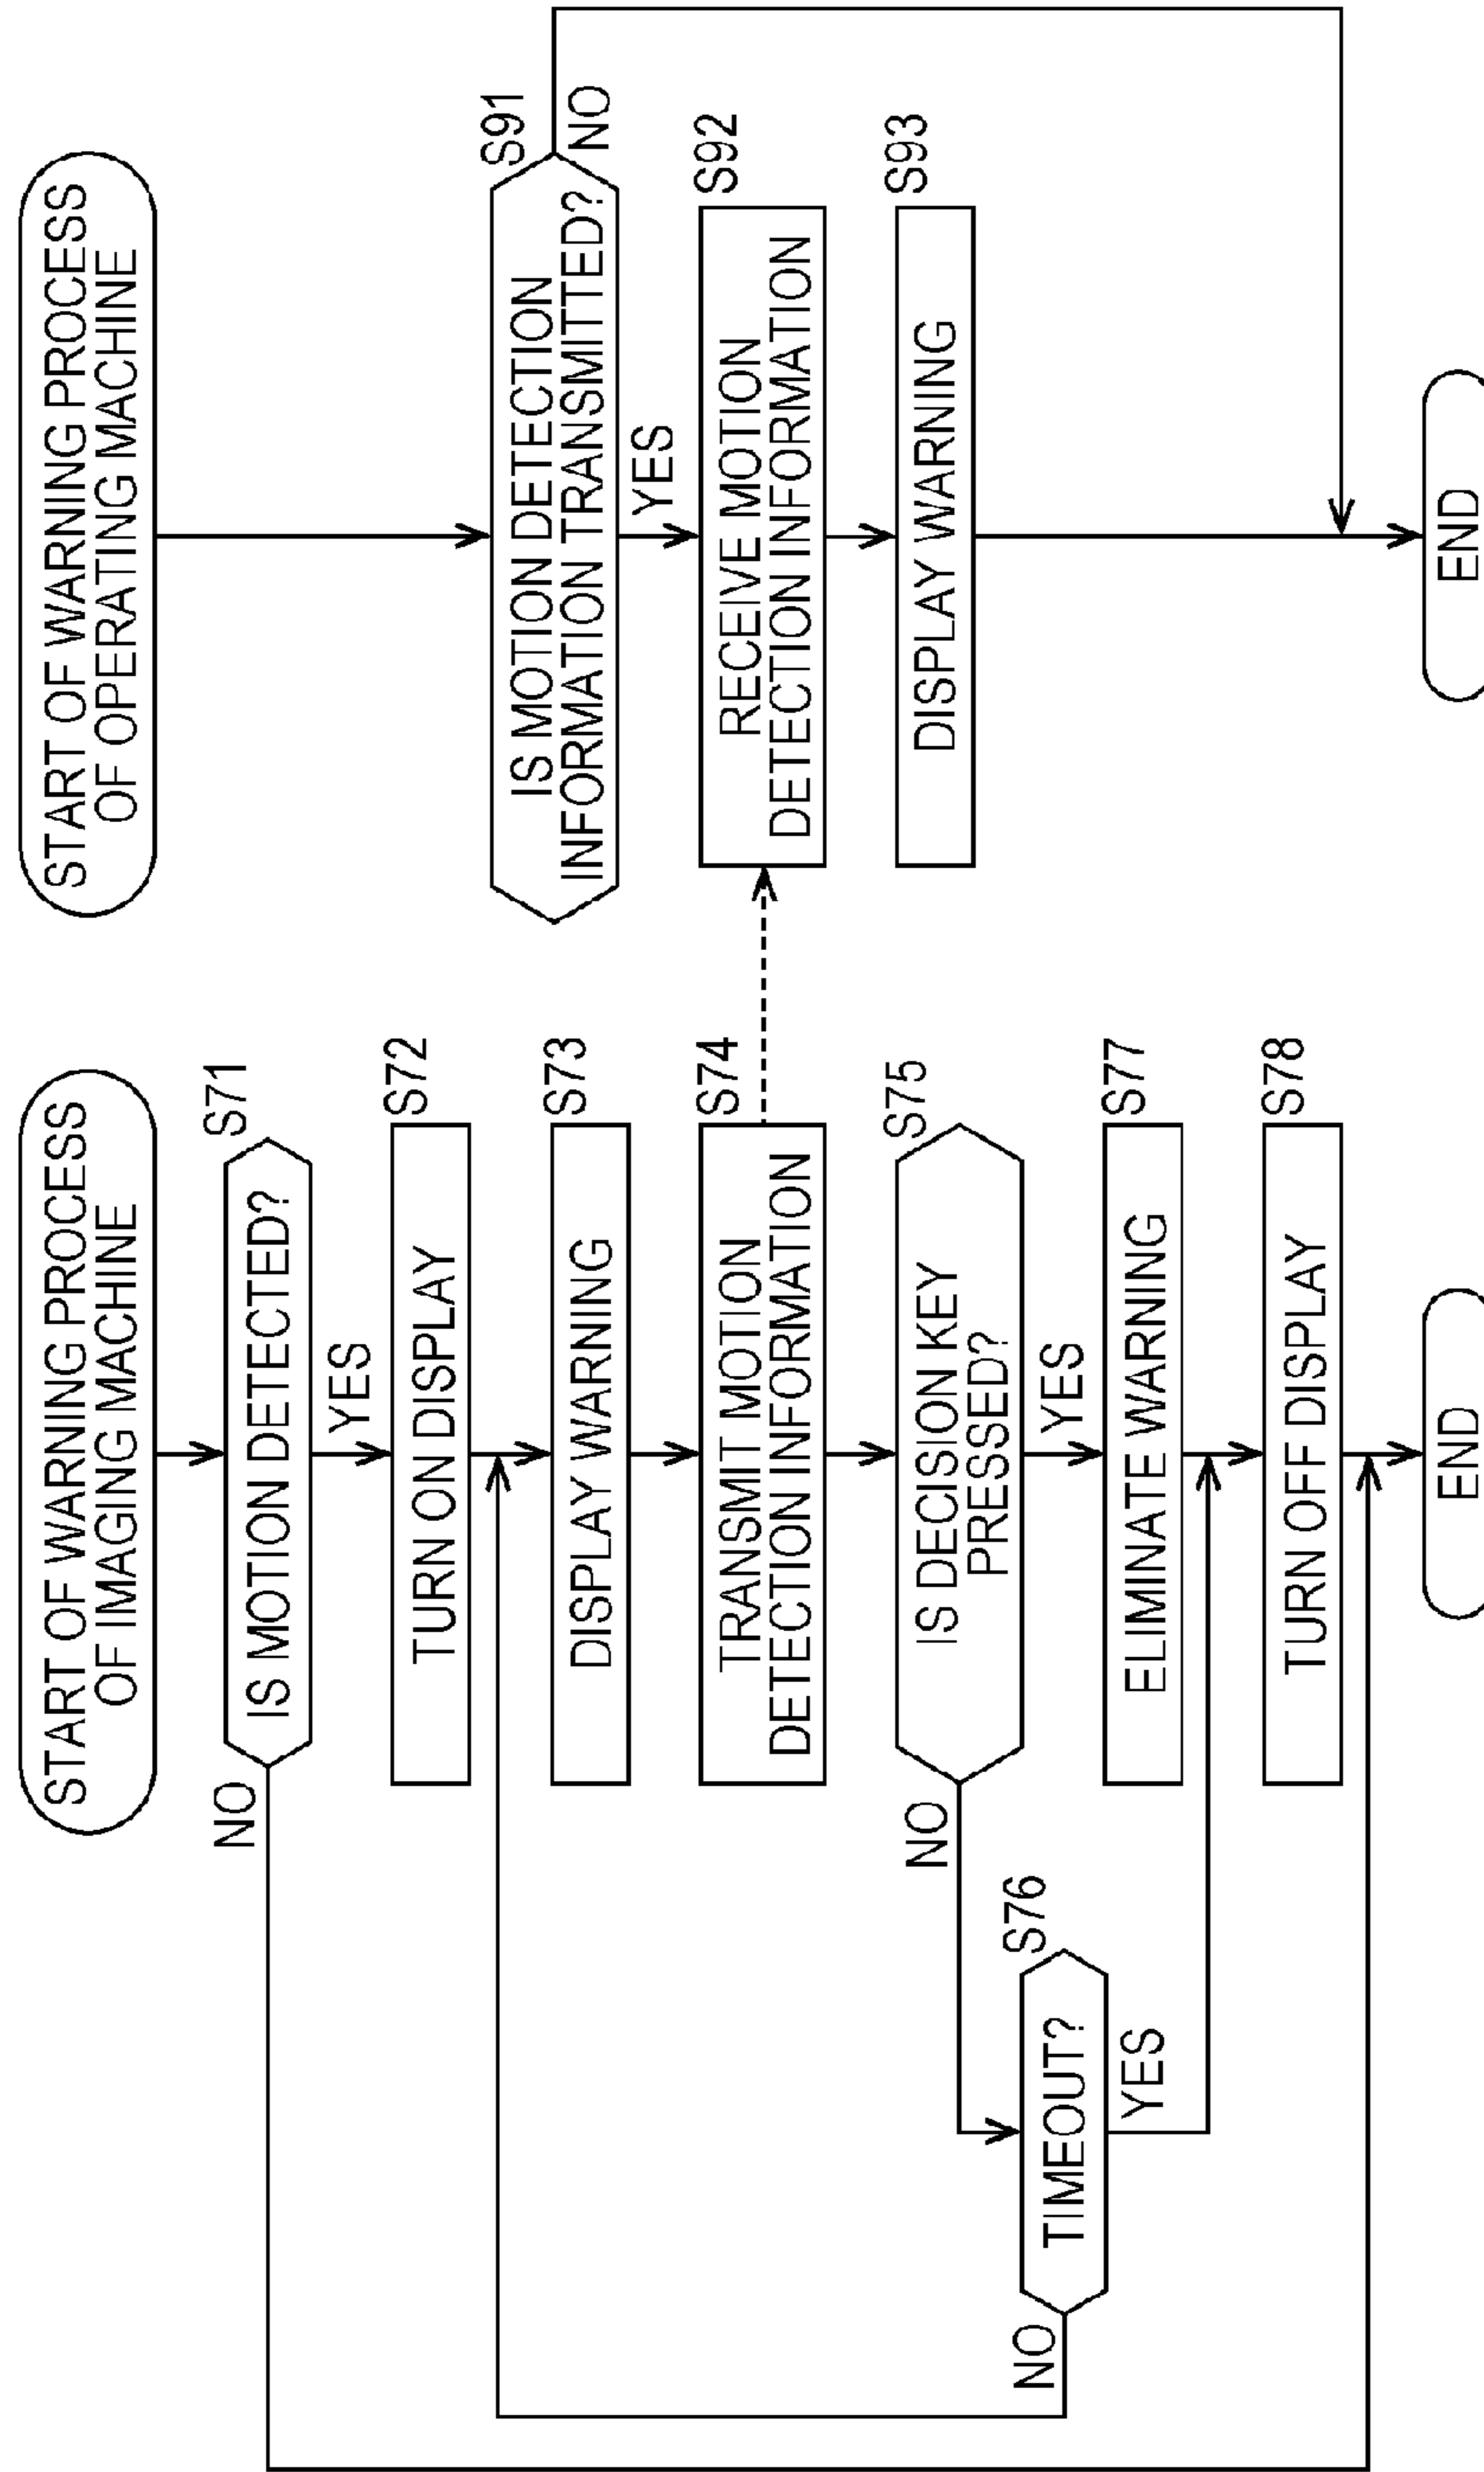 START OF WARNING PROCESS
OF IMAGING MACHINE
S71
IS MOTION DETECTED?
NO
YES
S72
TURN ON DISPLAY
S73
DISPLAY WARNING
S74
TRANSMIT MOTION
DETECTION INFORMATION
S75
IS DECISION KEY
PRESSED?
NO
YES
S76
TIMEOUT?
NO
YES
S77
ELIMINATE WARNING
S78
TURN OFF DISPLAY
END
START OF WARNING PROCESS
OF OPERATING MACHINE
S91
IS MOTION DETECTION
INFORMATION TRANSMITTED?
NO
YES
S92
RECEIVE MOTION
DETECTION INFORMATION
S93
DISPLAY WARNING
END